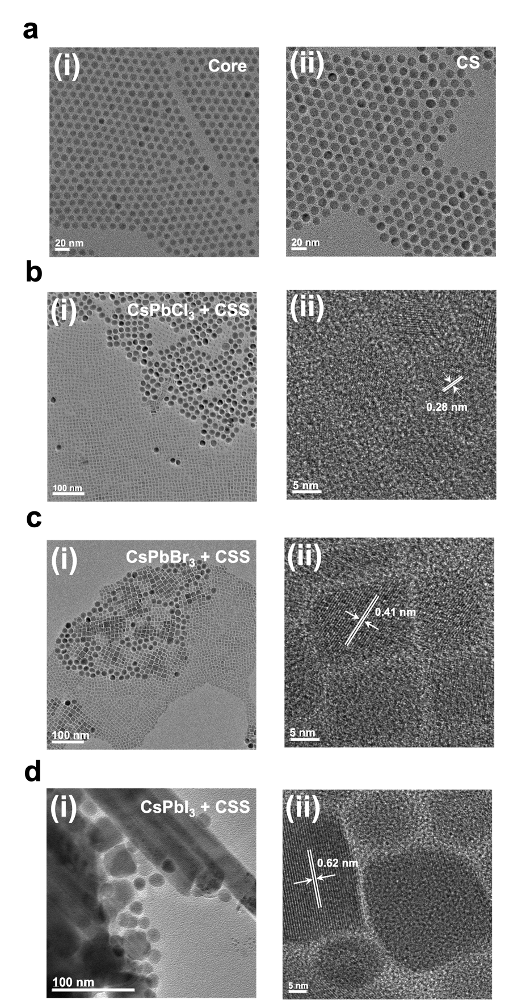 a
(i) Core
(ii) CS
20 nm
20 nm
b
(i) CsPbCl₃ + CSS
(ii)
0.28 nm
100 nm
5 nm
c
(i) CsPbBr₃ + CSS
(ii)
0.41 nm
100 nm
5 nm
d
(i) CsPbI₃ + CSS
(ii)
0.62 nm
100 nm
5 nm